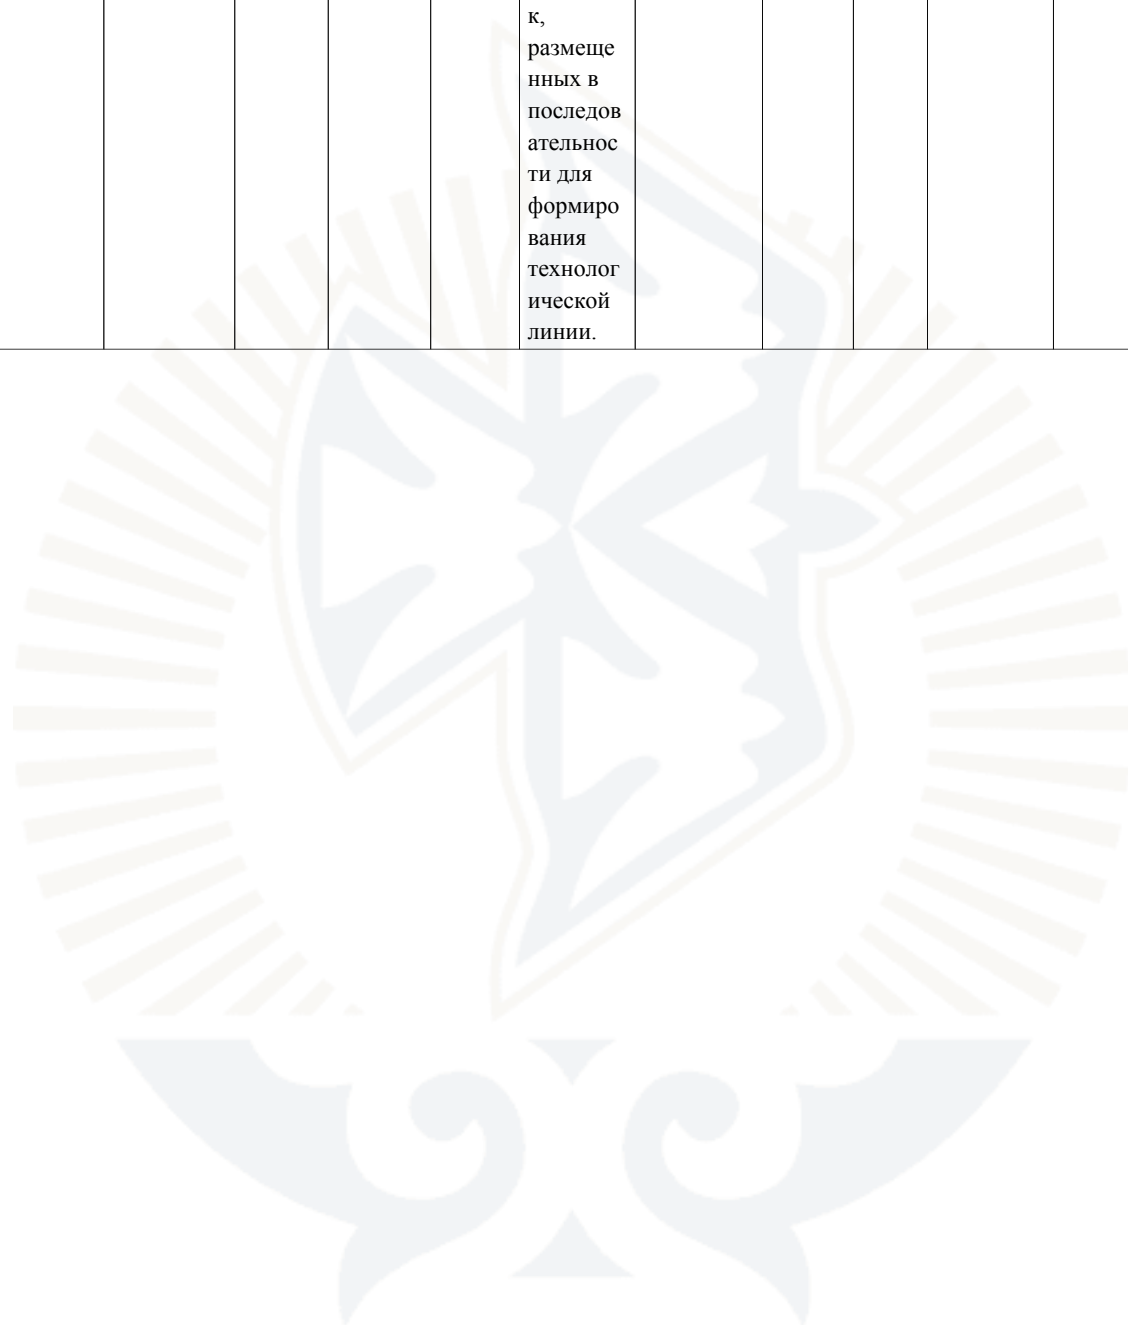 к,
размеще
нных в
последов
ательнос
ти для
формиро
вания
технолог
ической
линии.